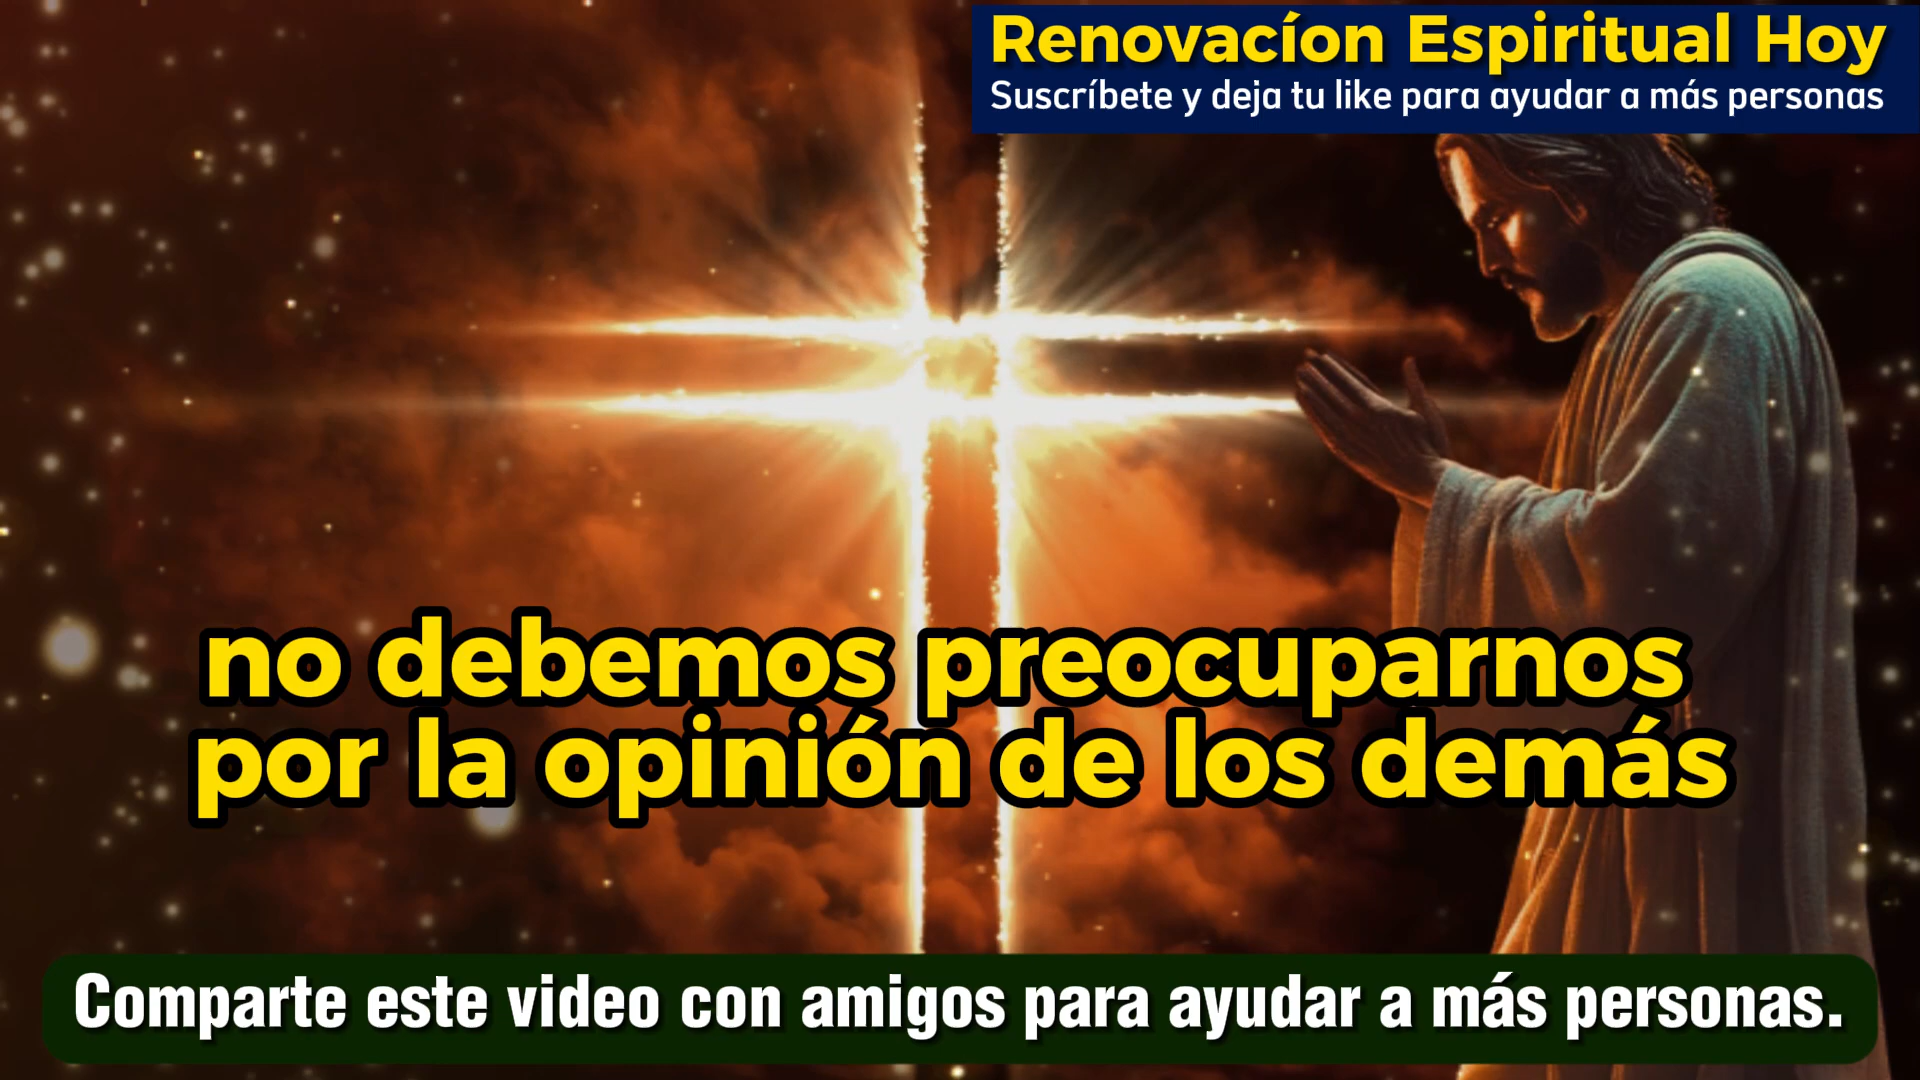 Renovacíon Espiritual Hoy
Suscríbete y deja tu like para ayudar a más personas
no debemos preocuparnos
por la opinión de los demás
Comparte este video con amigos para ayudar a más personas.